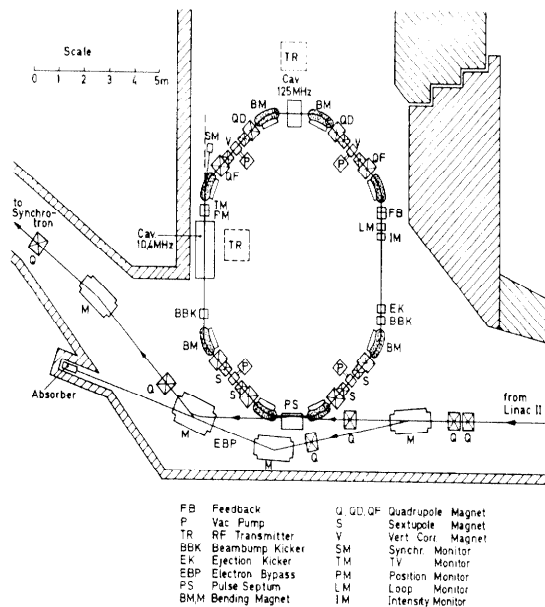 Scale
0 1 2 3 4 5m
TR
Cav.
125MHz
BM BM
QD QD
SM V V
P P
QF QF
TM
PM
FB
LM
IM
to
Synchro-
tron
Cav.
10,4MHz
TR
Q
M
BBK
EK
BBK
BM BM
P P
S S
S S
Absorber
Q
PS
from
Linac II
M
EBP
M
Q
Q
M
Q Q
FB Feedback
P Vac Pump
TR RF Transmitter
BBK Beambump Kicker
EK Ejection Kicker
EBP Electron Bypass
PS Pulse Septum
BM,M Bending Magnet
Q, QD, QF Quadrupole Magnet
S Sextupole Magnet
V Vert Corr. Magnet
SM Synchr. Monitor
TM TV Monitor
PM Position Monitor
LM Loop Monitor
IM Intensity Monitor